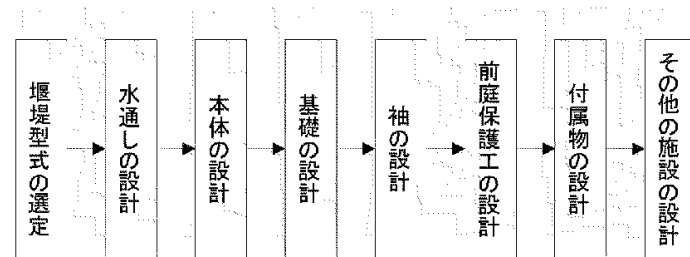 堰堤型式の選定
水通しの設計
本体の設計
基礎の設計
袖の設計
前庭保護工の設計
付属物の設計
その他の施設の設計